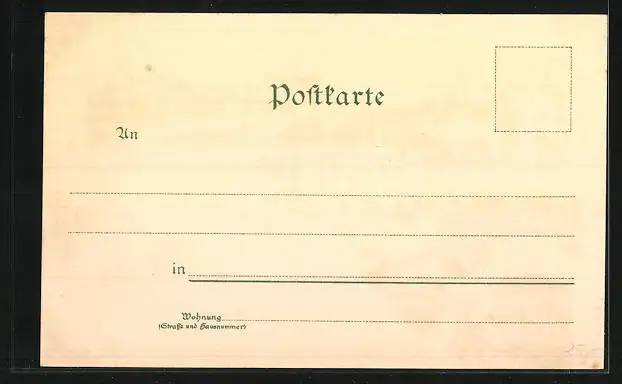 Postkarte
An
in
Wohnung
(Straße und Hausnummer)